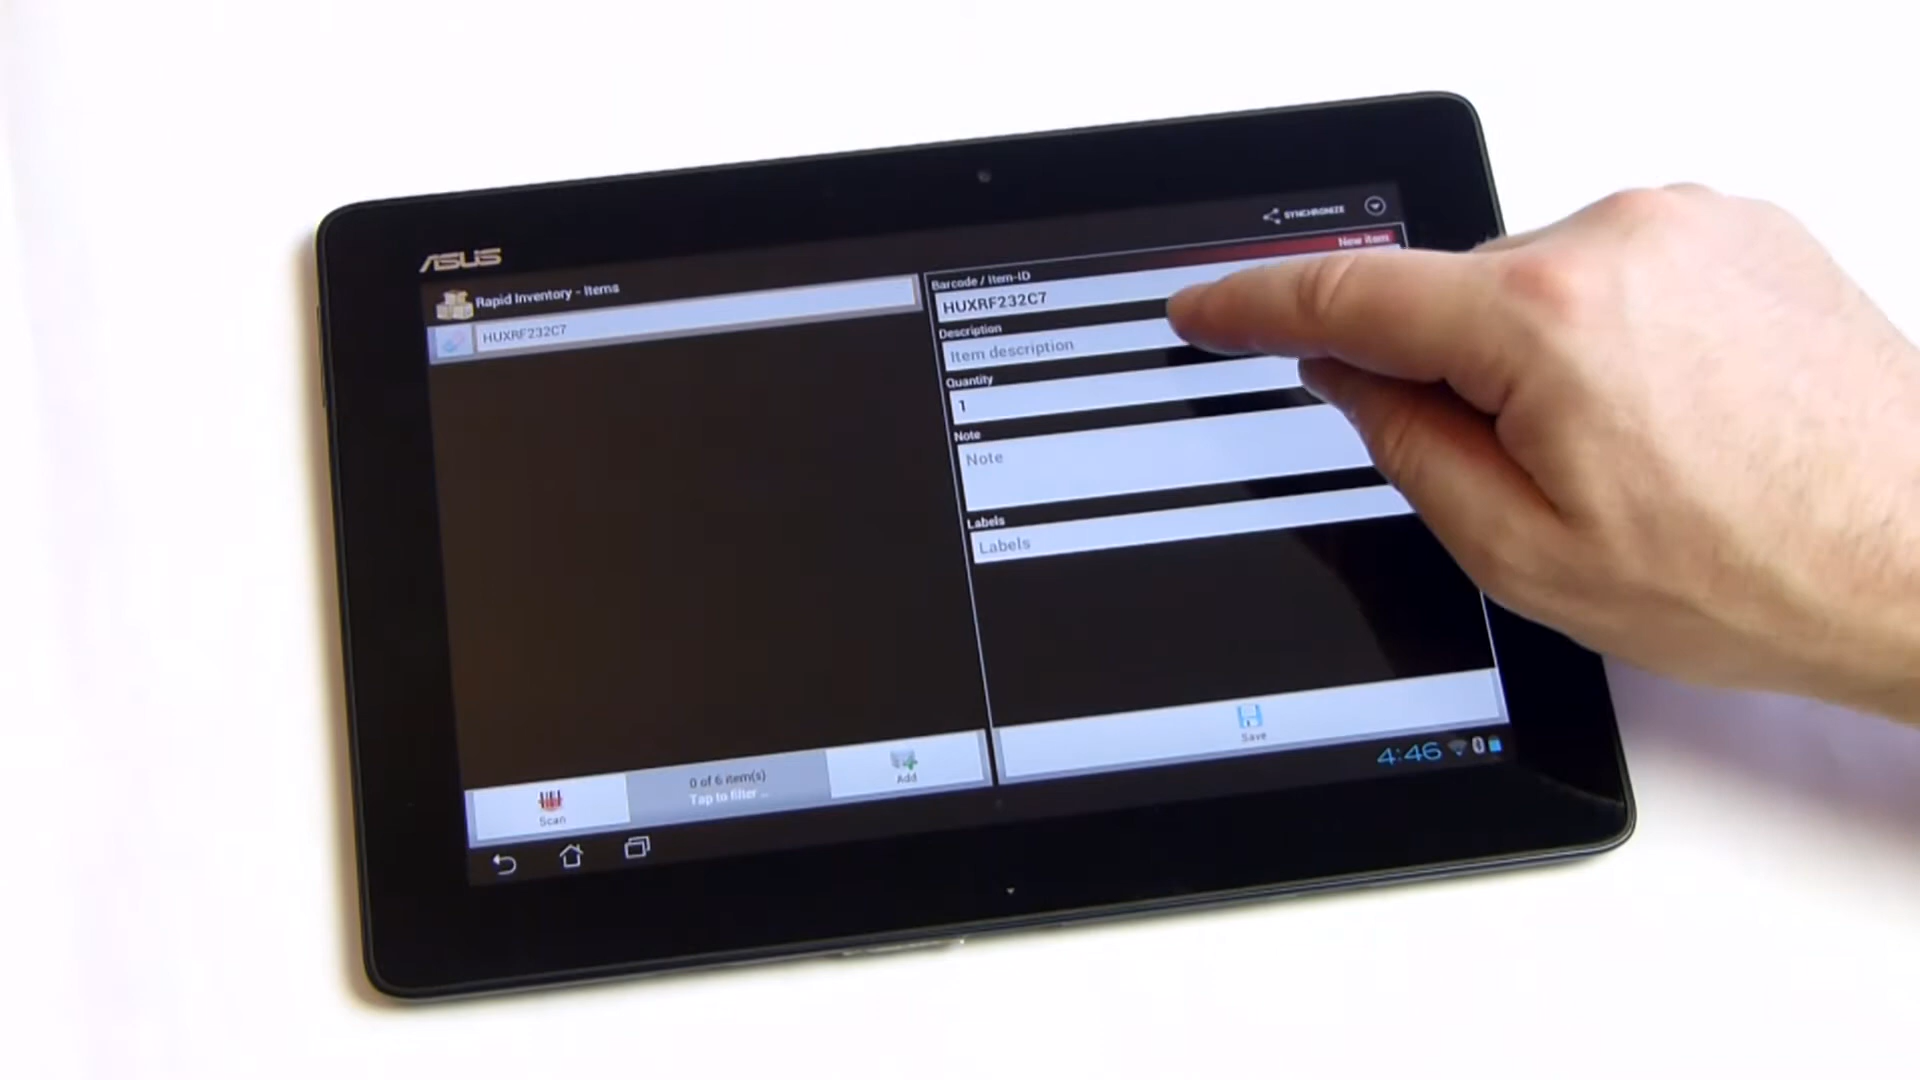 ASUS
SYNCHRONIZE
Rapid Inventory - Items
New item
HUXRF232C7
Barcode / Item-ID
HUXRF232C7
Description
Item description
Quantity
1
Note
Note
Labels
Labels
Save
0 of 6 item(s)
Tap to filter ...
Add
Scan
4:46